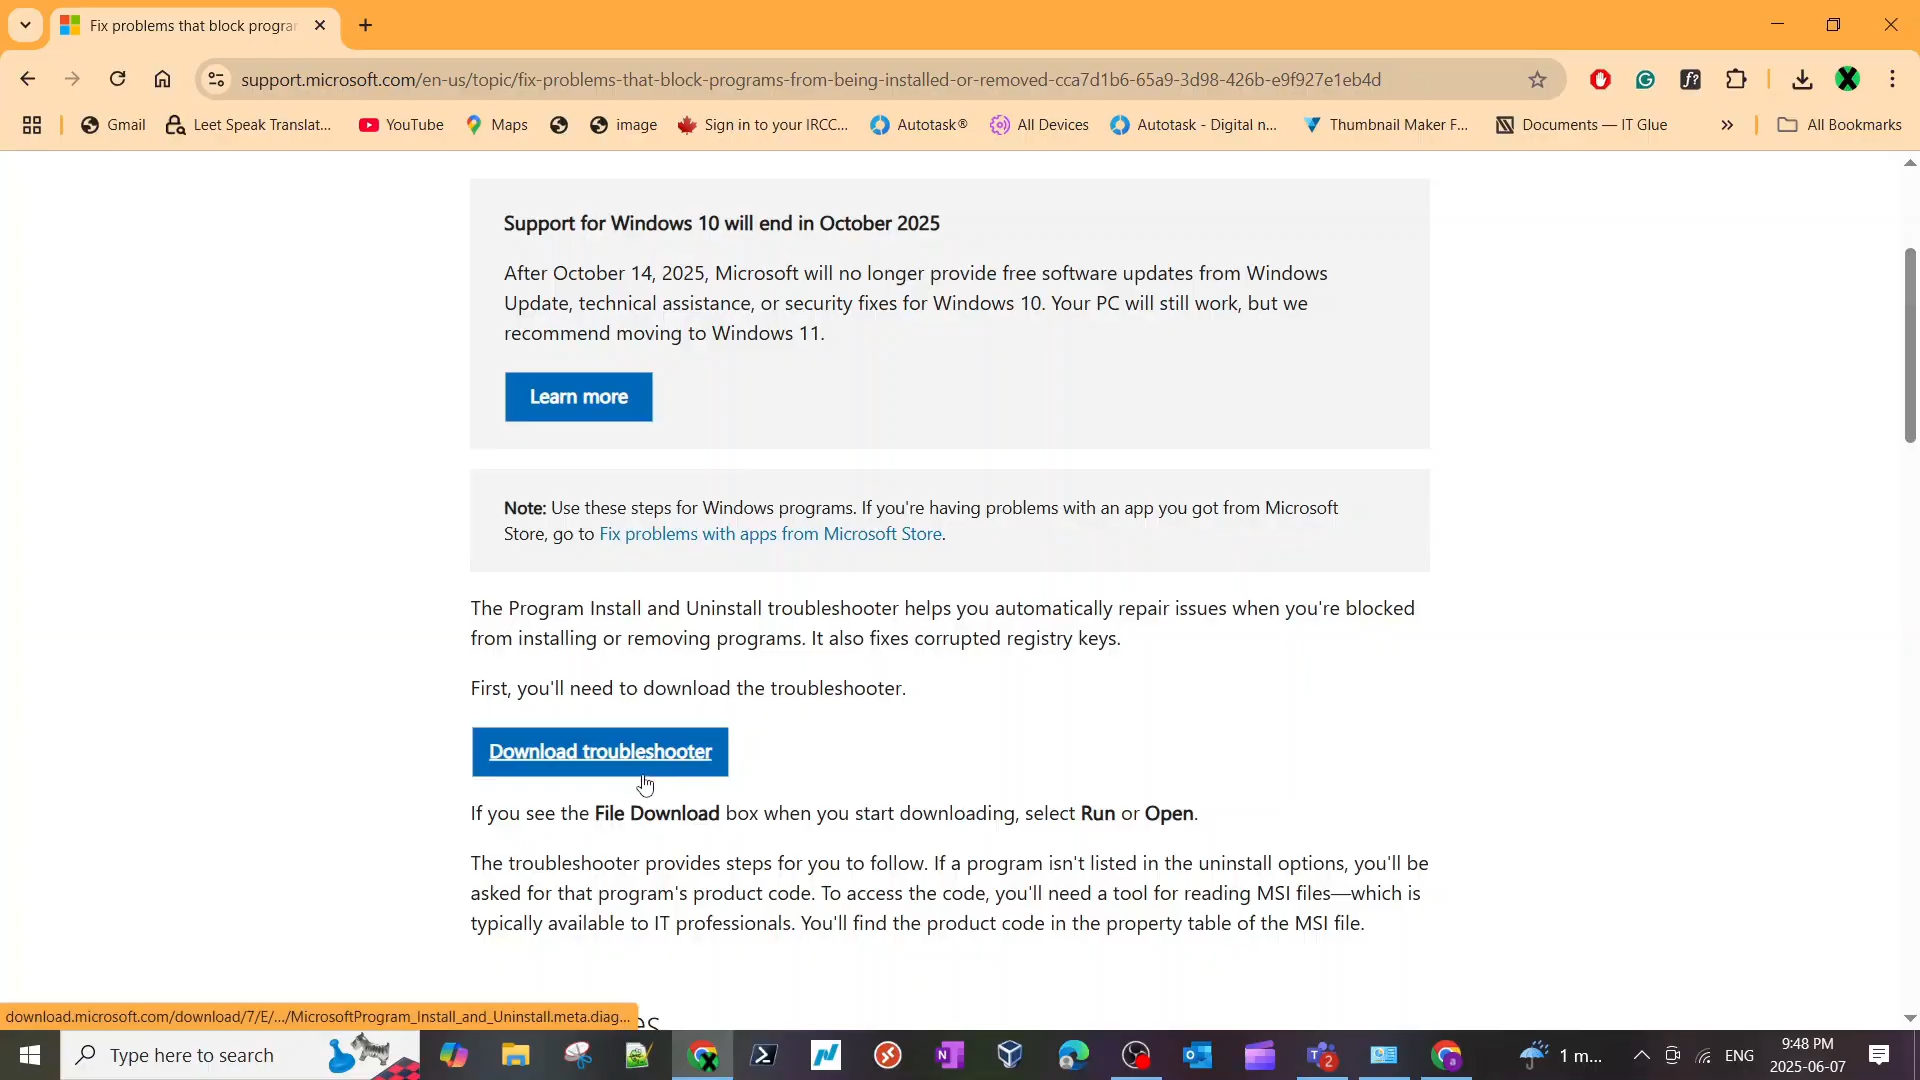 Fix problems that block progra
support.microsoft.com/en-us/topic/fix-problems-that-block-programs-from-being-installed-or-removed-cca7d1b6-65a9-3d98-426b-e9f927e1eb4d
Gmail Leet Speak Translat... YouTube Maps image Sign in to your IRCC... Autotask® All Devices Autotask - Digital n... Thumbnail Maker F... Documents — IT Glue » All Bookmarks
Support for Windows 10 will end in October 2025
After October 14, 2025, Microsoft will no longer provide free software updates from Windows
Update, technical assistance, or security fixes for Windows 10. Your PC will still work, but we
recommend moving to Windows 11.
Learn more
Note: Use these steps for Windows programs. If you're having problems with an app you got from Microsoft
Store, go to Fix problems with apps from Microsoft Store.
The Program Install and Uninstall troubleshooter helps you automatically repair issues when you're blocked
from installing or removing programs. It also fixes corrupted registry keys.
First, you'll need to download the troubleshooter.
Download troubleshooter
If you see the File Download box when you start downloading, select Run or Open.
The troubleshooter provides steps for you to follow. If a program isn't listed in the uninstall options, you'll be
asked for that program's product code. To access the code, you'll need a tool for reading MSI files—which is
typically available to IT professionals. You'll find the product code in the property table of the MSI file.
download.microsoft.com/download/7/E/.../MicrosoftProgram_Install_and_Uninstall.meta.diag...
Type here to search 2 1 m... ENG 9:48 PM
2025-06-07